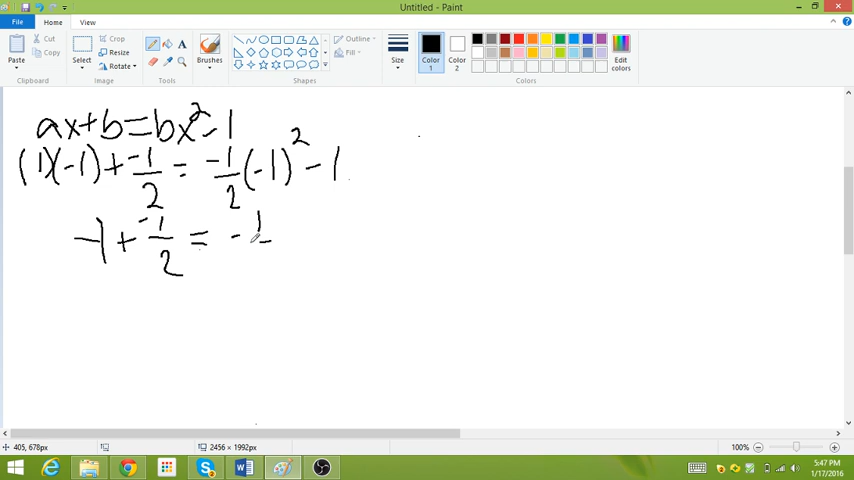 Untitled - Paint
File Home View
Paste Cut Copy Clipboard
Select Crop Resize Rotate Image
A Tools
Brushes
Outline Fill Shapes
Size
Color 1 Color 2 Edit colors Colors
ax+b=bx²-1
(1)(-1)+-1/2=-1/2(-1)²-1
-1+-1/2=-1
405, 678px 2456 × 1992px 100%
5:47 PM
1/17/2016